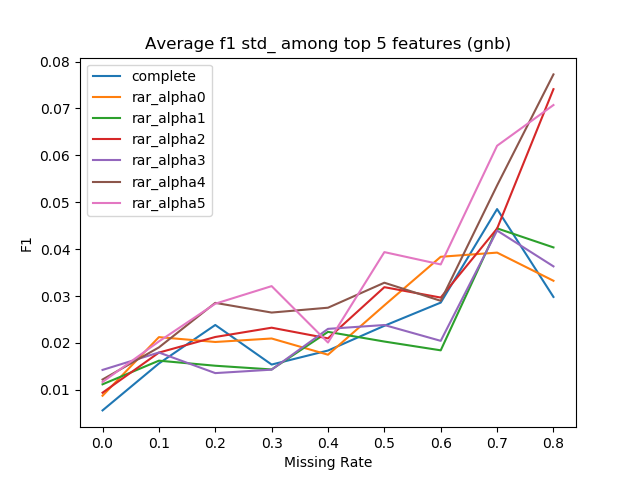 Average f1 std_ among top 5 features (gnb)
0.08
0.07
0.06
0.05
0.04
0.03
0.02
0.01
F1
complete
rar_alpha0
rar_alpha1
rar_alpha2
rar_alpha3
rar_alpha4
rar_alpha5
0.0 0.1 0.2 0.3 0.4 0.5 0.6 0.7 0.8
Missing Rate